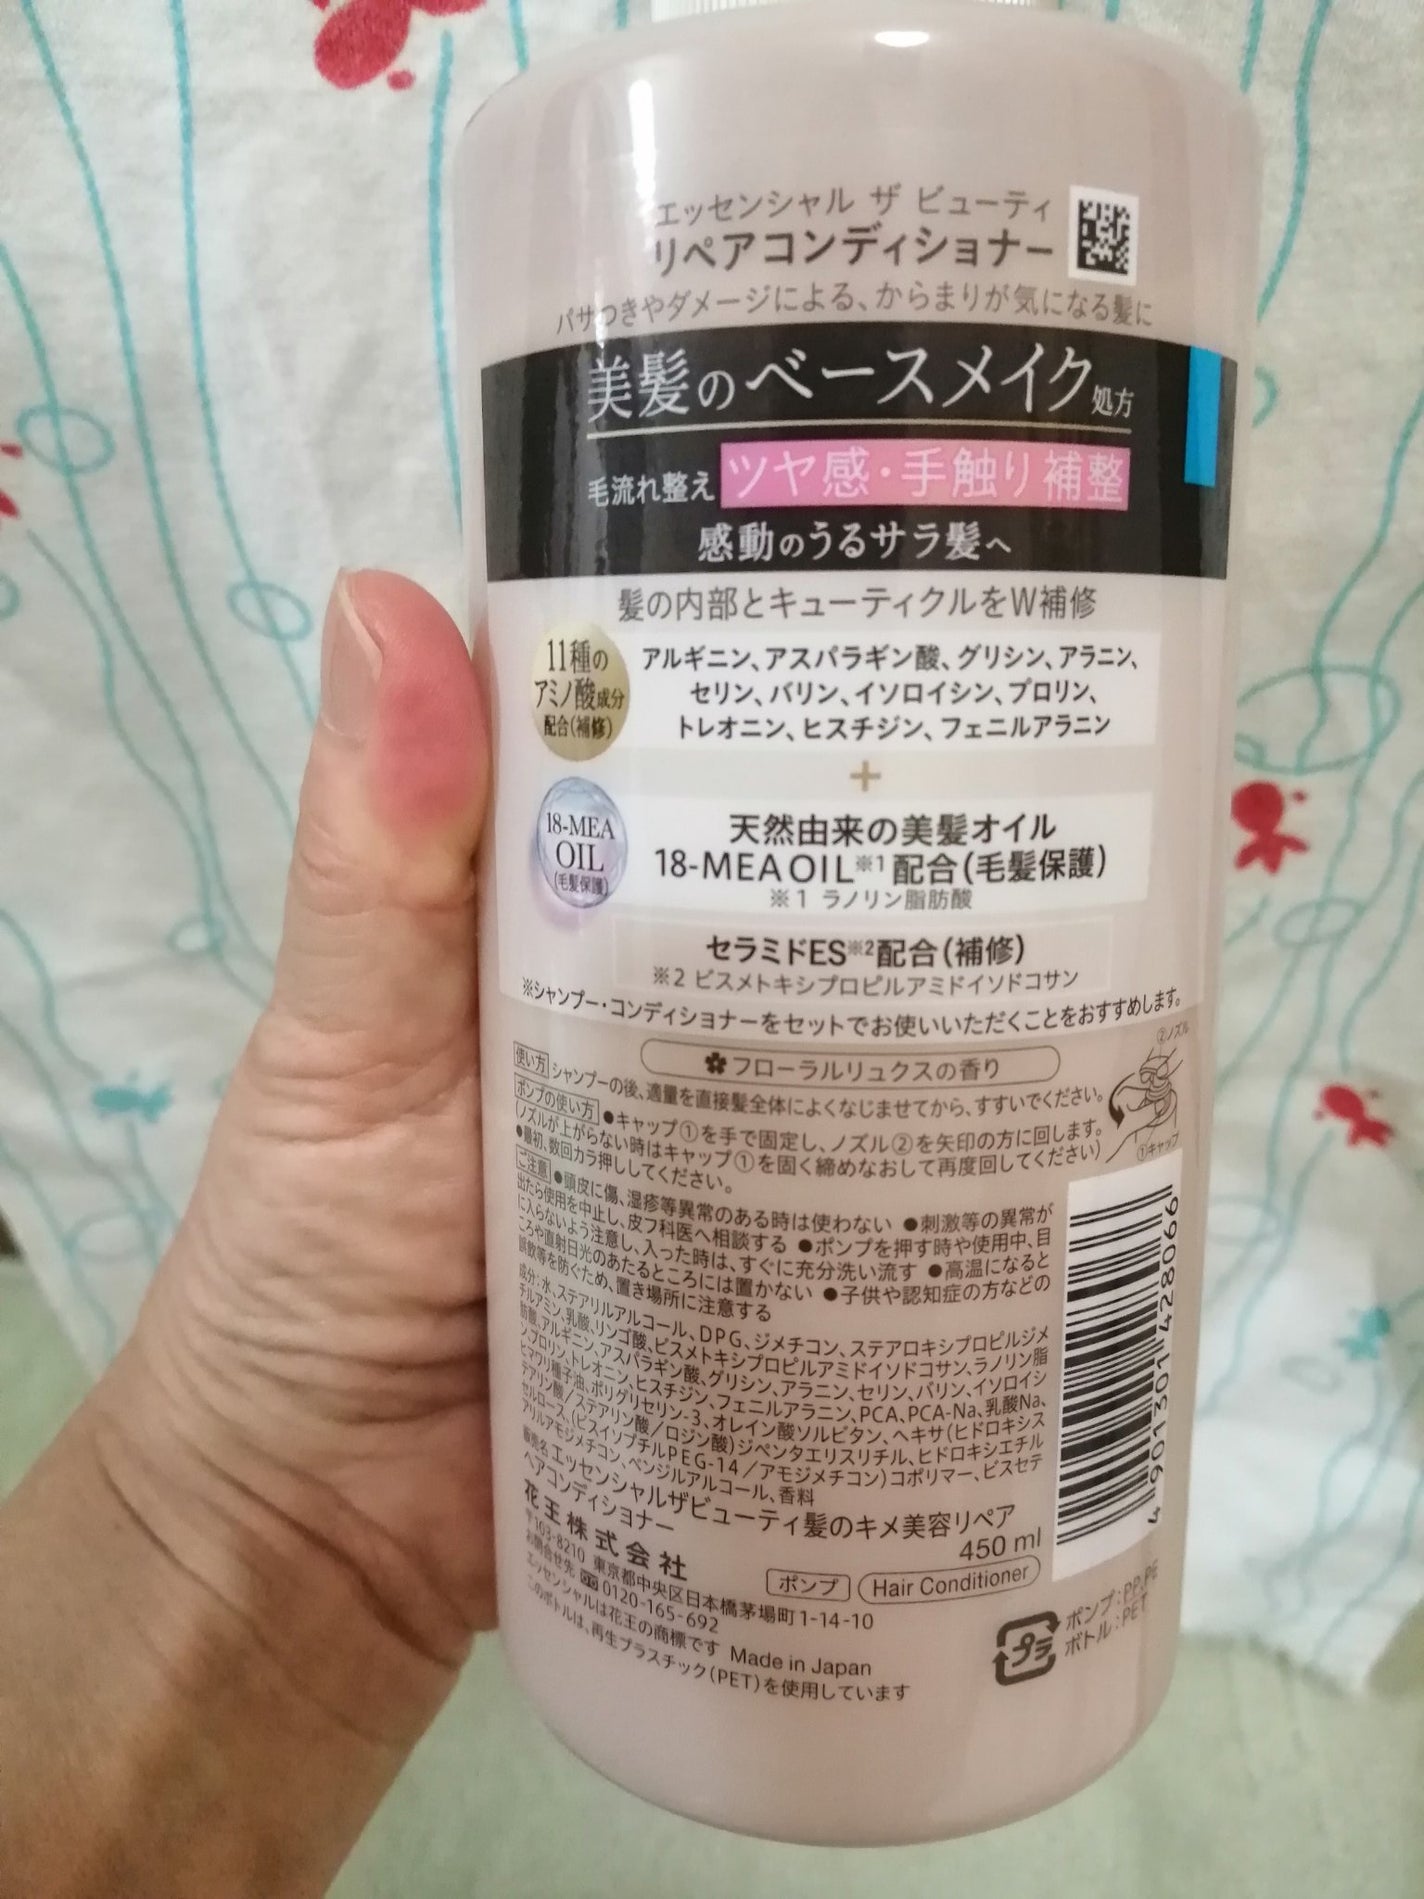 エッセンシャル ザ ビューティ
リペアコンディショナー
パサつきやダメージによる、からまりが気になる髪に
美髪のベースメイク処方
毛流れ整え ツヤ感・手触り補整
感動のうるサラ髪へ
髪の内部とキューティクルをW補修
11種の
アミノ酸成分
配合(補修)
アルギニン、アスパラギン酸、グリシン、アラニン、
セリン、バリン、イソロイシン、プロリン、
トレオニン、ヒスチジン、フェニルアラニン
+
18-MEA
OIL
(毛髪保護)
天然由来の美髪オイル
18-MEA OIL※1配合(毛髪保護)
※1 ラノリン脂肪酸
セラミドES※2配合(補修)
※2 ビスメトキシプロピルアミドイソドコサン
※シャンプー・コンディショナーをセットでお使いいただくことをおすすめします。
フローラルリュクスの香り
使い方 シャンプーの後、適量を直接髪全体によくなじませてから、すすいでください。
ポンプの使い方 ●キャップ①を手で固定し、ノズル②を矢印の方に回します。
(ノズルが上がらない時はキャップ①を固く締めなおして再度回してください)
●最初、数回カラ押ししてください。
②ノズル
①キャップ
ご注意 ●頭皮に傷、湿疹等異常のある時は使わない ●刺激等の異常が
出たら使用を中止し、皮フ科医へ相談する ●ポンプを押す時や使用中、目
に入らないよう注意し、入った時は、すぐに充分洗い流す ●高温になると
ころや直射日光のあたるところには置かない ●子供や認知症の方などの
誤飲等を防ぐため、置き場所に注意する
成分:水、ステアリルアルコール、DPG、ジメチコン、ステアロキシプロピルジメ
チルアミン、乳酸、リンゴ酸、ビスメトキシプロピルアミドイソドコサン、ラノリン脂
肪酸、アルギニン、アスパラギン酸、グリシン、アラニン、セリン、バリン、イソロイシ
ン、プロリン、トレオニン、ヒスチジン、フェニルアラニン、PCA、PCA-Na、乳酸Na、
ヒマワリ種子油、ポリグリセリン-3、オレイン酸ソルビタン、ヘキサ(ヒドロキシス
テアリン酸/ステアリン酸/ロジン酸)ジペンタエリスリチル、ヒドロキシエチル
セルロース、(ビスイソブチルPEG-14/アモジメチコン)コポリマー、ビスセテ
アリルアモジメチコン、ベンジルアルコール、香料
販売名 エッセンシャルザビューティ髪のキメ美容リペア
ヘアコンディショナー
450 ml
花王株式会社
ポンプ Hair Conditioner
〒103-8210 東京都中央区日本橋茅場町1-14-10
お問合せ先 0120-165-692
エッセンシャルは花王の商標です Made in Japan
このボトルは、再生プラスチック(PET)を使用しています
プラ
ポンプ:PP,PE
ボトル:PET
4 901301 428066